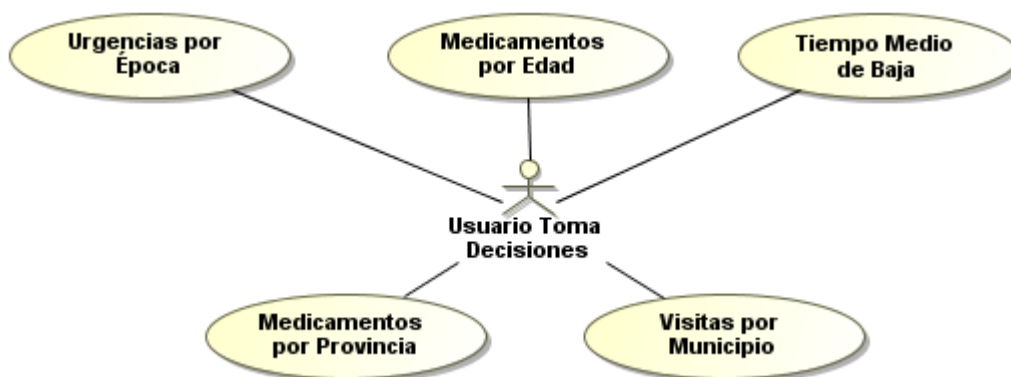 Urgencias por
Época
Medicamentos
por Edad
Tiempo Medio
de Baja
Usuario Toma
Decisiones
Medicamentos
por Provincia
Visitas por
Municipio